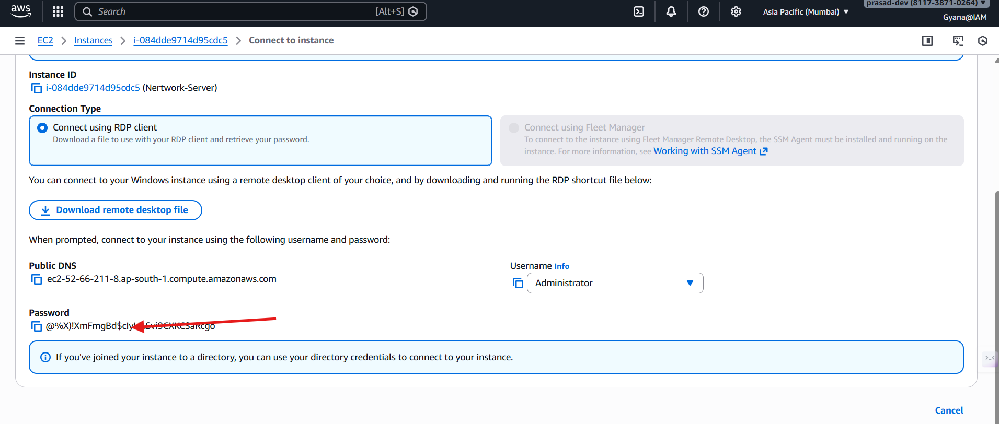 aws
Search [Alt+S]
Asia Pacific (Mumbai)
prasad-dev (8117-3871-0264)
Gyana@IAM
EC2 Instances i-084dde9714d95cdc5 Connect to instance
Instance ID
i-084dde9714d95cdc5 (Nertwork-Server)
Connection Type
Connect using RDP client
Download a file to use with your RDP client and retrieve your password.
Connect using Fleet Manager
To connect to the instance using Fleet Manager Remote Desktop, the SSM Agent must be installed and running on the
instance. For more information, see Working with SSM Agent
You can connect to your Windows instance using a remote desktop client of your choice, and by downloading and running the RDP shortcut file below:
Download remote desktop file
When prompted, connect to your instance using the following username and password:
Public DNS
ec2-52-66-211-8.ap-south-1.compute.amazonaws.com
Username Info
Administrator
Password
If you've joined your instance to a directory, you can use your directory credentials to connect to your instance.
Cancel